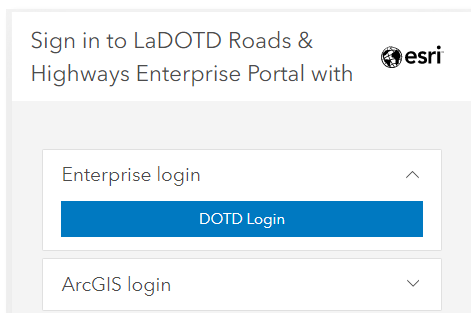 Sign in to LaDOTD Roads &
Highways Enterprise Portal with
esri
Enterprise login
DOTD Login
ArcGIS login